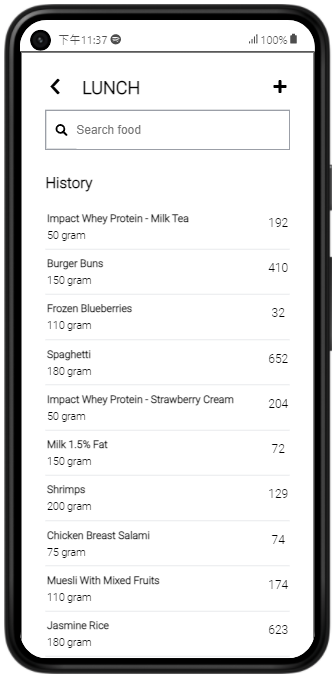 下午11:37 100%
LUNCH
Search food
History
Impact Whey Protein - Milk Tea 192
50 gram
Burger Buns 410
150 gram
Frozen Blueberries 32
110 gram
Spaghetti 652
180 gram
Impact Whey Protein - Strawberry Cream 204
50 gram
Milk 1.5% Fat 72
150 gram
Shrimps 129
200 gram
Chicken Breast Salami 74
75 gram
Muesli With Mixed Fruits 174
110 gram
Jasmine Rice 623
180 gram